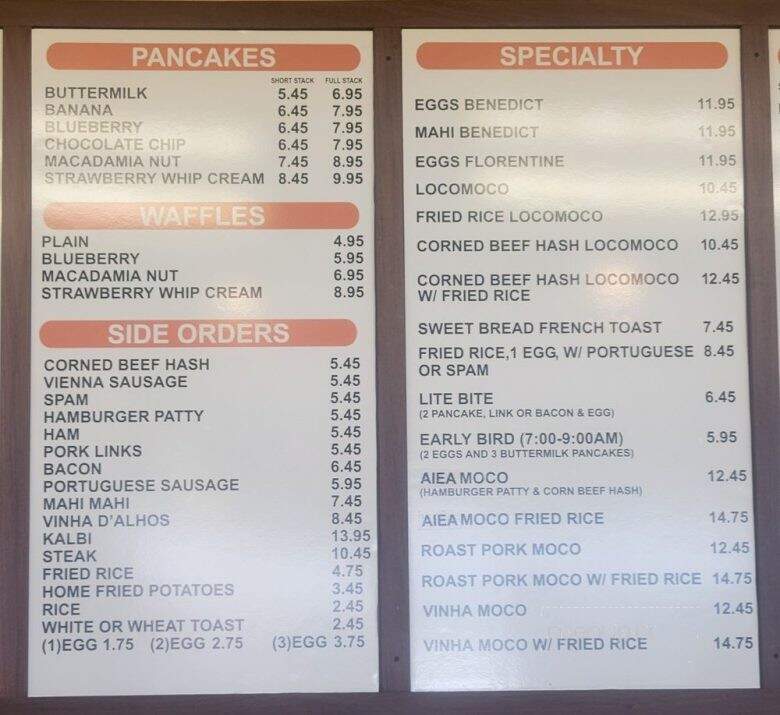 PANCAKES
SHORT STACK FULL STACK
BUTTERMILK 5.45 6.95
BANANA 6.45 7.95
BLUEBERRY 6.45 7.95
CHOCOLATE CHIP 6.45 7.95
MACADAMIA NUT 7.45 8.95
STRAWBERRY WHIP CREAM 8.45 9.95
WAFFLES
PLAIN 4.95
BLUEBERRY 5.95
MACADAMIA NUT 6.95
STRAWBERRY WHIP CREAM 8.95
SIDE ORDERS
CORNED BEEF HASH 5.45
VIENNA SAUSAGE 5.45
SPAM 5.45
HAMBURGER PATTY 5.45
HAM 5.45
PORK LINKS 5.45
BACON 6.45
PORTUGUESE SAUSAGE 5.95
MAHI MAHI 7.45
VINHA D'ALHOS 8.45
KALBI 13.95
STEAK 10.45
FRIED RICE 4.75
HOME FRIED POTATOES 3.45
RICE 2.45
WHITE OR WHEAT TOAST 2.45
(1)EGG 1.75 (2)EGG 2.75 (3)EGG 3.75
SPECIALTY
EGGS BENEDICT 11.95
MAHI BENEDICT 11.95
EGGS FLORENTINE 11.95
LOCOMOCO 10.45
FRIED RICE LOCOMOCO 12.95
CORNED BEEF HASH LOCOMOCO 10.45
CORNED BEEF HASH LOCOMOCO 12.45
W/ FRIED RICE
SWEET BREAD FRENCH TOAST 7.45
FRIED RICE,1 EGG, W/ PORTUGUESE 8.45
OR SPAM
LITE BITE 6.45
(2 PANCAKE, LINK OR BACON & EGG)
EARLY BIRD (7:00-9:00AM) 5.95
(2 EGGS AND 3 BUTTERMILK PANCAKES)
AIEA MOCO 12.45
(HAMBURGER PATTY & CORN BEEF HASH)
AIEA MOCO FRIED RICE 14.75
ROAST PORK MOCO 12.45
ROAST PORK MOCO W/ FRIED RICE 14.75
VINHA MOCO 12.45
VINHA MOCO W/ FRIED RICE 14.75